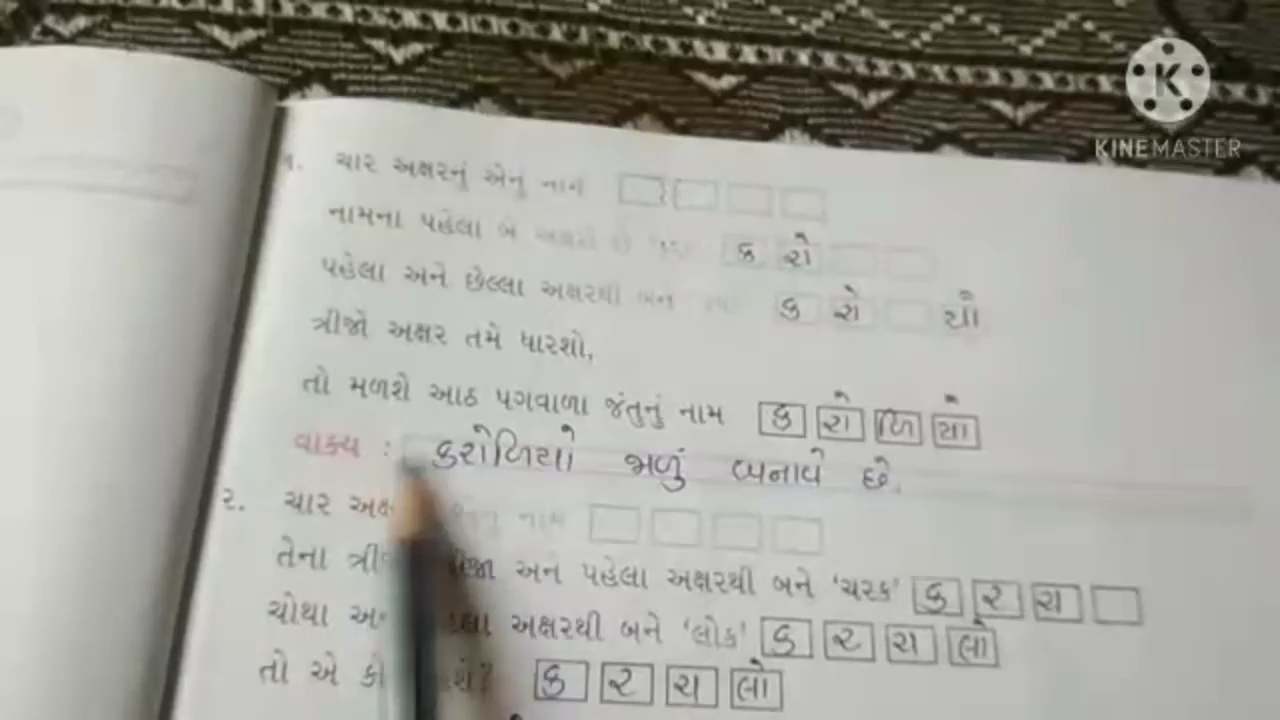 KINEMASTER
ચાર અક્ષરનું એનું નામ
નામના પહેલા બે ક રો
પહેલા અને છેલ્લા અક્ષરથી બને ક રો યો
ત્રીજો અક્ષર તમે ધારશો,
તો મળશે આઠ પગવાળા જંતુનું નામ ક રો ળિ યો
વાક્ય : કરોળિયો જાળું બનાવે છે.
૨. ચાર નામ
તેના અને પહેલા અક્ષરથી બને 'ચરક' ક ર ચ
ચોથા અક્ષરથી બને 'લોક' ક ર ચ લો
તો એ ક ર ચ લો